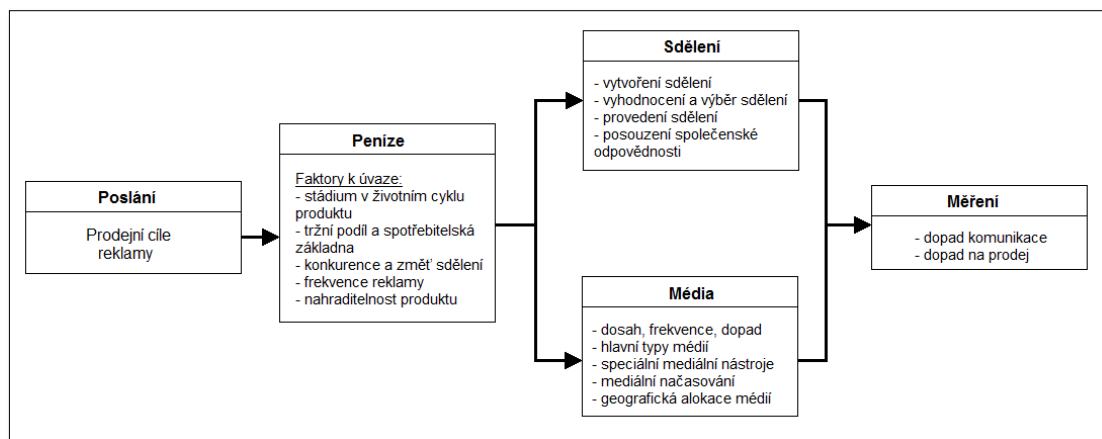 Poslání
Prodejní cíle
reklamy
Peníze
Faktory k úvaze:
- stádium v životním cyklu
produktu
- tržní podíl a spotřebitelská
základna
- konkurence a změť sdělení
- frekvence reklamy
- nahraditelnost produktu
Sdělení
- vytvoření sdělení
- vyhodnocení a výběr sdělení
- provedení sdělení
- posouzení společenské
odpovědnosti
Média
- dosah, frekvence, dopad
- hlavní typy médií
- speciální mediální nástroje
- mediální načasování
- geografická alokace médií
Měření
- dopad komunikace
- dopad na prodej